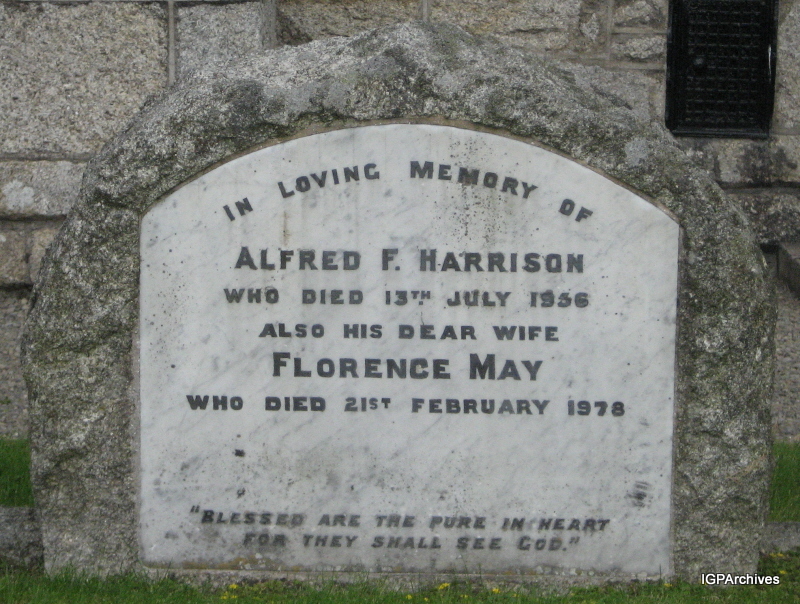 IN LOVING MEMORY OF
ALFRED F. HARRISON
WHO DIED 13TH JULY 1956
ALSO HIS DEAR WIFE
FLORENCE MAY
WHO DIED 21ST FEBRUARY 1978
"BLESSED ARE THE PURE IN HEART
FOR THEY SHALL SEE GOD."
IGPArchives